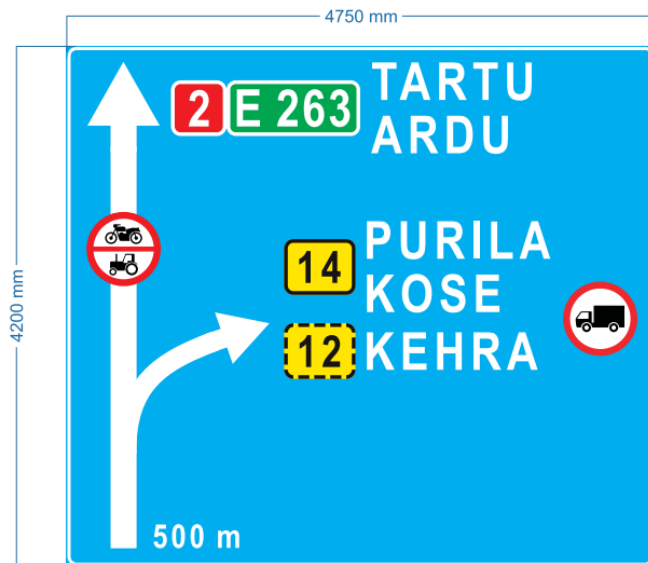 4750 mm
4200 mm
2 E 263 TARTU
ARDU
14 PURILA
KOSE
12 KEHRA
500 m